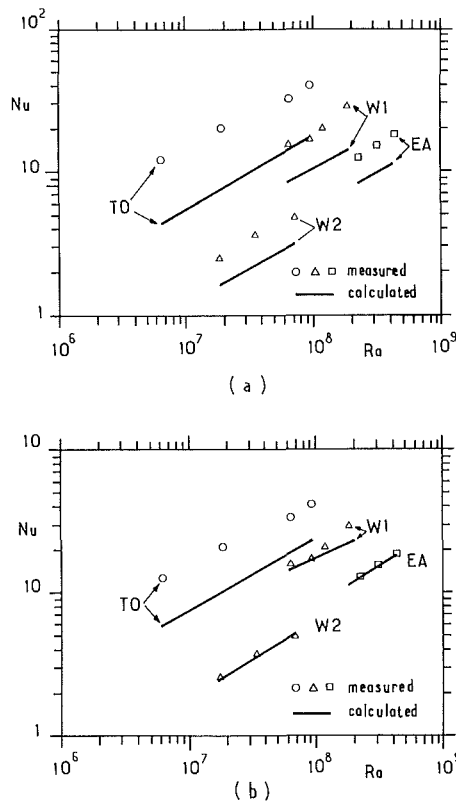 10²
Nu
W1
EA
10
TO
W2
measured
calculated
1
10⁶ 10⁷ 10⁸ 10⁹
Ra
(a)
10
Nu
W1
EA
10
TO
W2
measured
calculated
1
10⁶ 10⁷ 10⁸ 10⁹
Ra
(b)